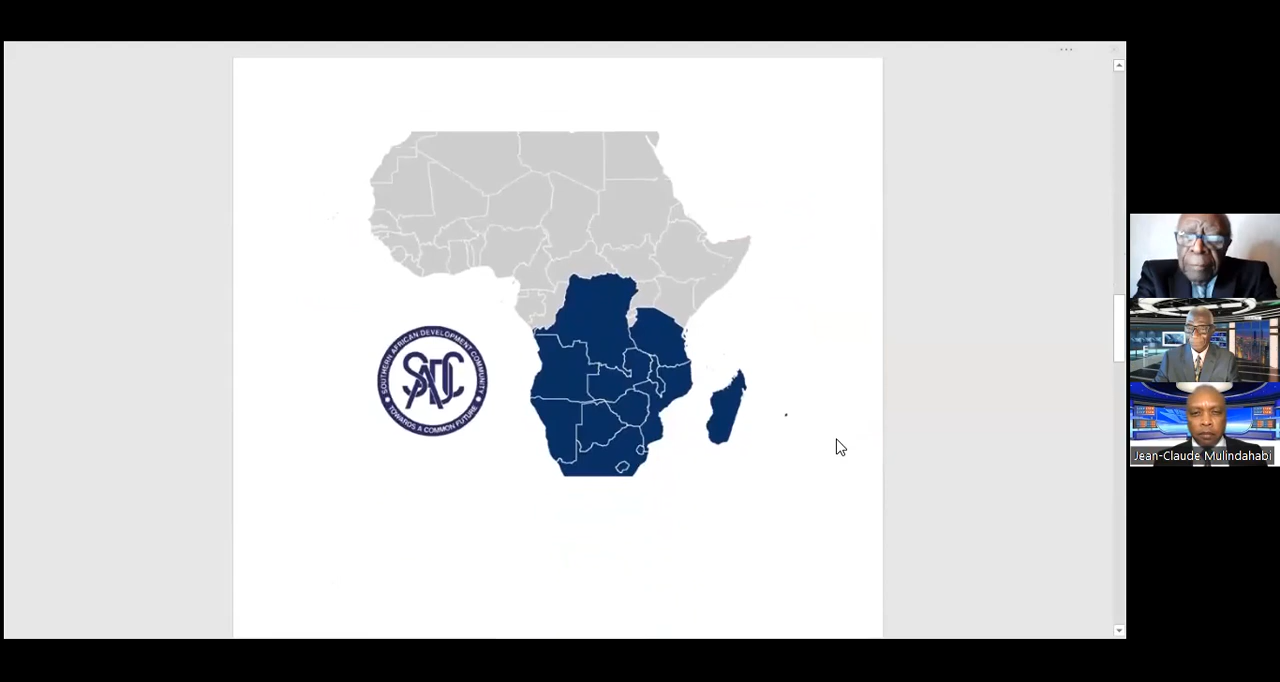 SOUTHERN AFRICAN DEVELOPMENT COMMUNITY
SADC
TOWARDS A COMMON FUTURE
Jean-Claude Mulindahabi